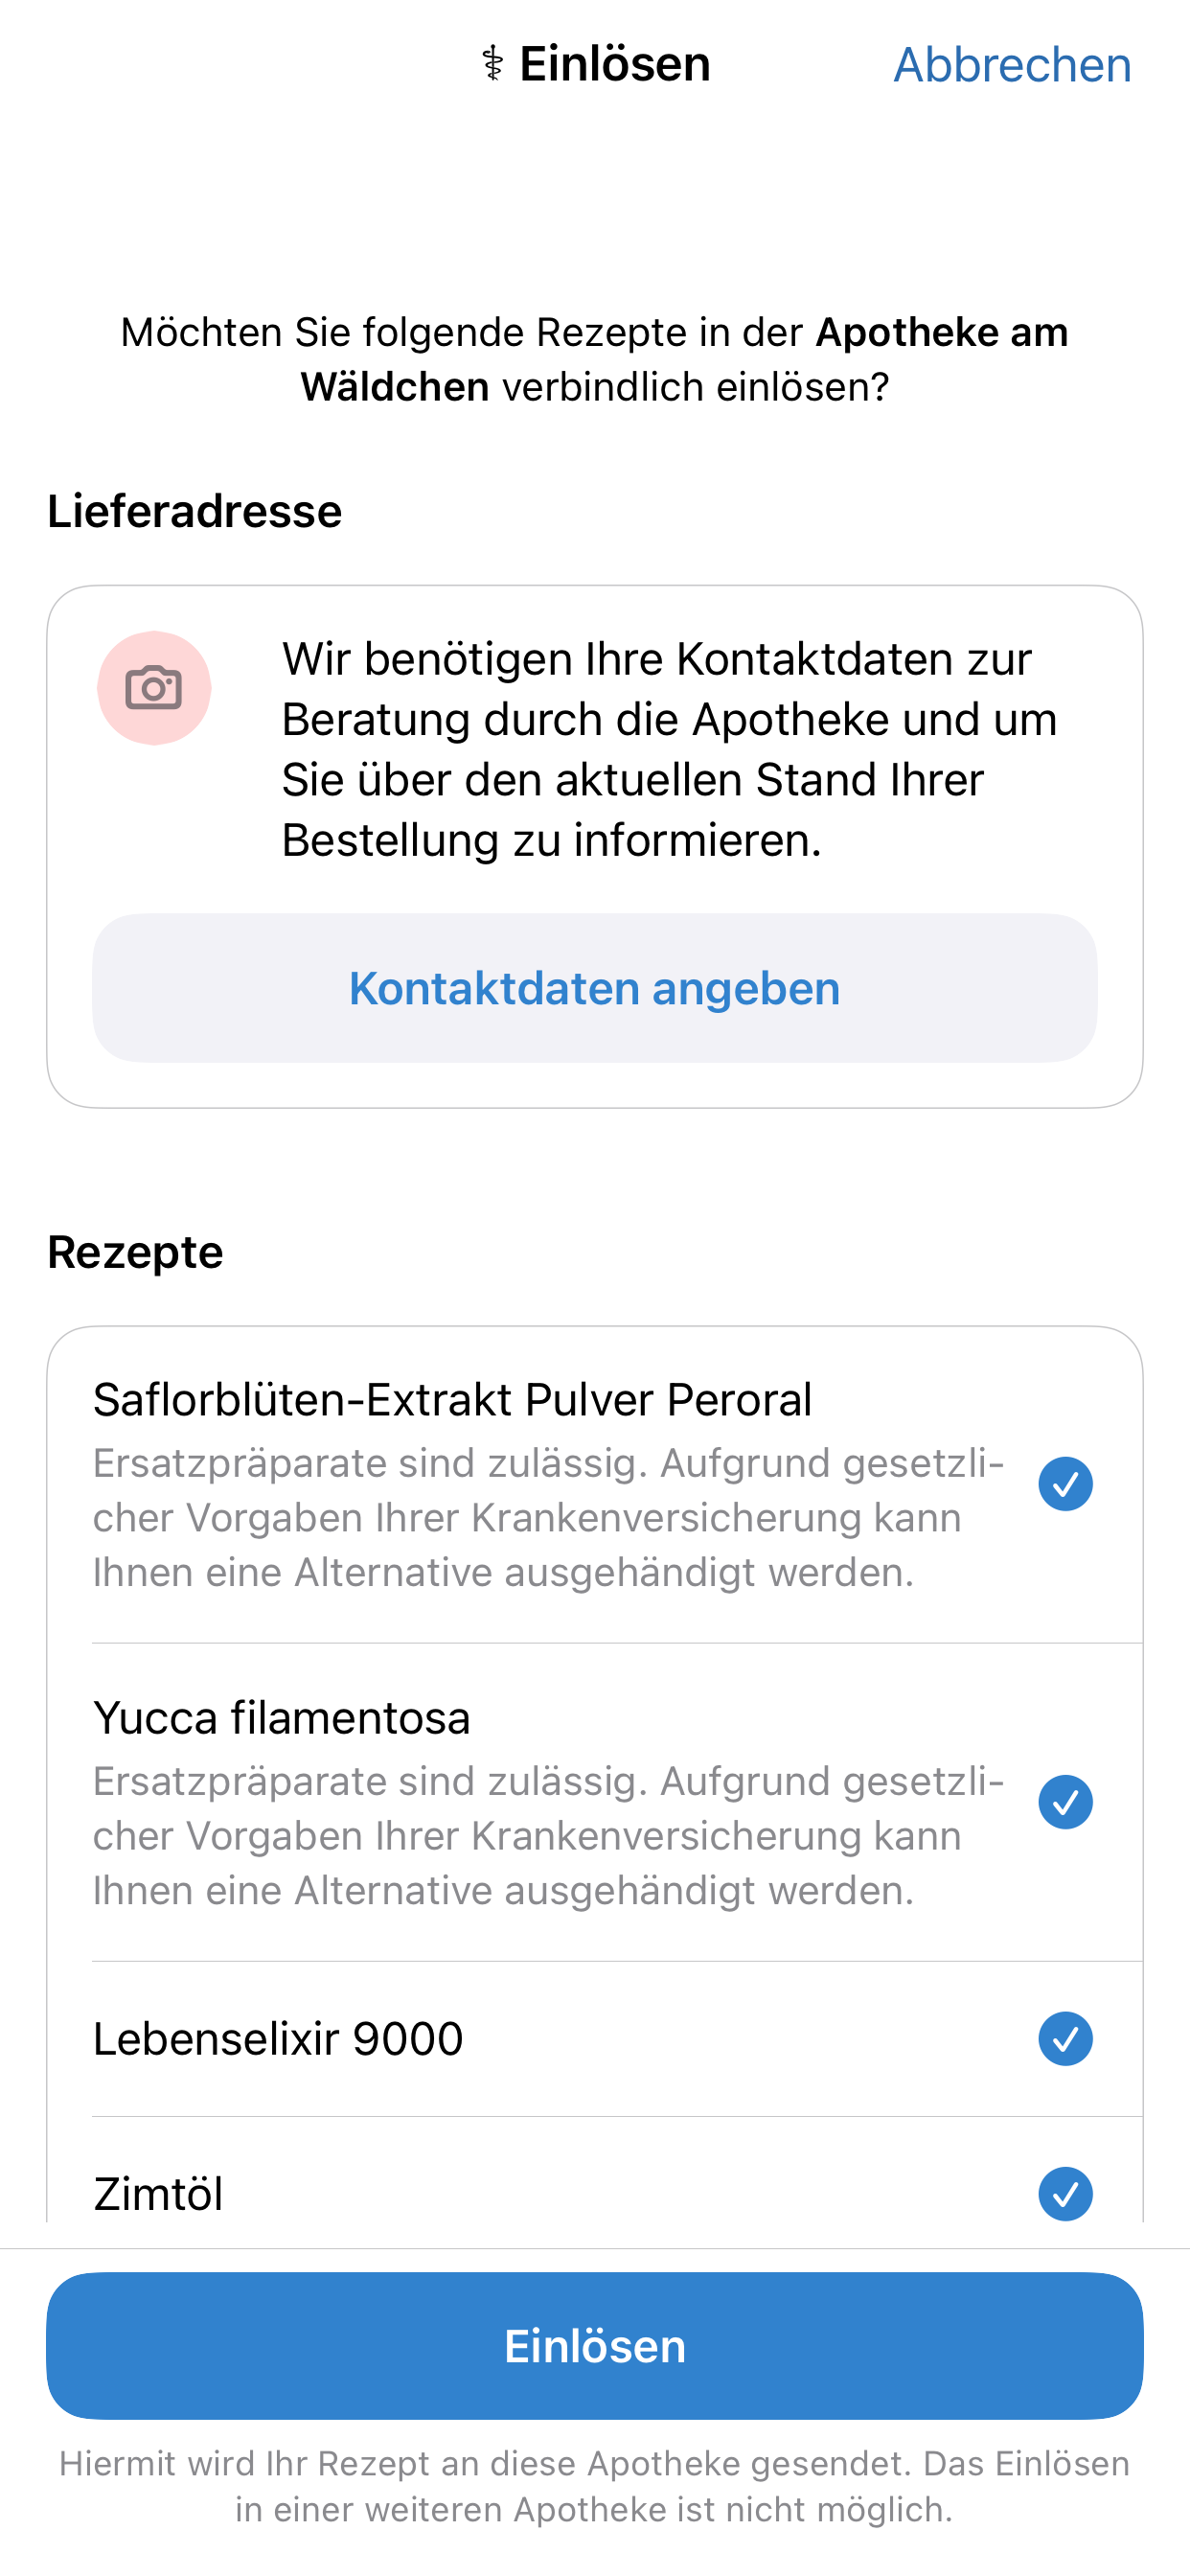 ⚕ Einlösen
Abbrechen
Möchten Sie folgende Rezepte in der Apotheke am
Wäldchen verbindlich einlösen?
Lieferadresse
Wir benötigen Ihre Kontaktdaten zur
Beratung durch die Apotheke und um
Sie über den aktuellen Stand Ihrer
Bestellung zu informieren.
Kontaktdaten angeben
Rezepte
Saflorblüten-Extrakt Pulver Peroral
Ersatzpräparate sind zulässig. Aufgrund gesetzli-
cher Vorgaben Ihrer Krankenversicherung kann
Ihnen eine Alternative ausgehändigt werden.
Yucca filamentosa
Ersatzpräparate sind zulässig. Aufgrund gesetzli-
cher Vorgaben Ihrer Krankenversicherung kann
Ihnen eine Alternative ausgehändigt werden.
Lebenselixir 9000
Zimtöl
Einlösen
Hiermit wird Ihr Rezept an diese Apotheke gesendet. Das Einlösen
in einer weiteren Apotheke ist nicht möglich.